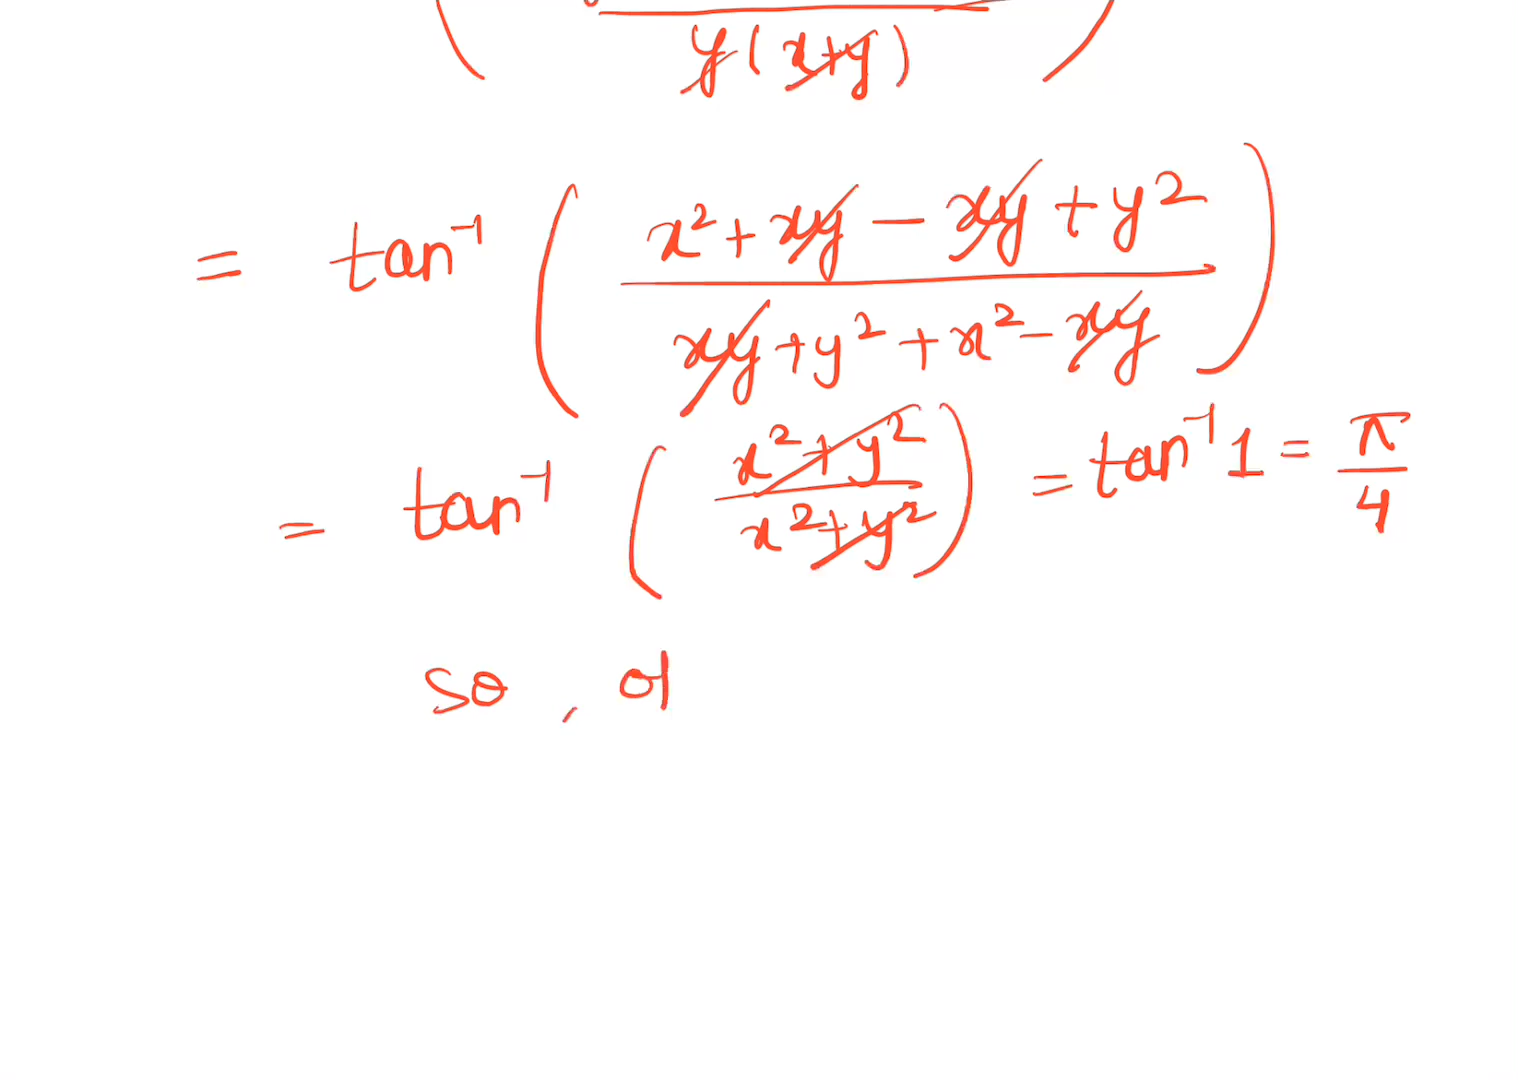 y(x+y)
= tan⁻¹ ( (x² + xy − xy + y²) / (xy + y² + x² − xy) )
= tan⁻¹ ( (x² + y²) / (x² + y²) ) = tan⁻¹ 1 = π/4
so, o